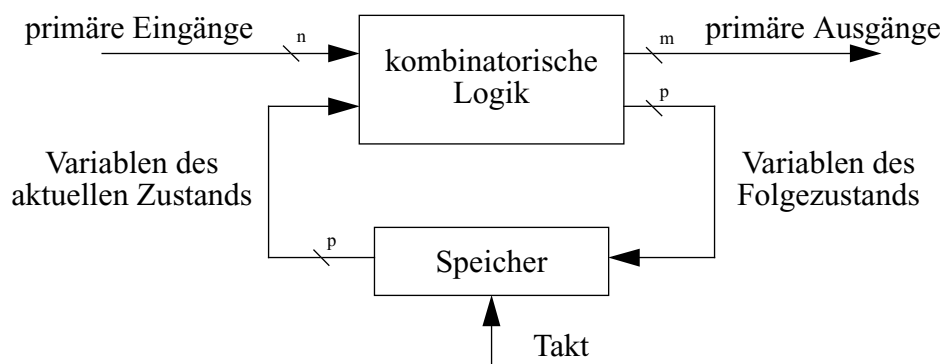 primäre Eingänge
n
kombinatorische
Logik
m
primäre Ausgänge
p
Variablen des
aktuellen Zustands
Variablen des
Folgezustands
p
Speicher
Takt